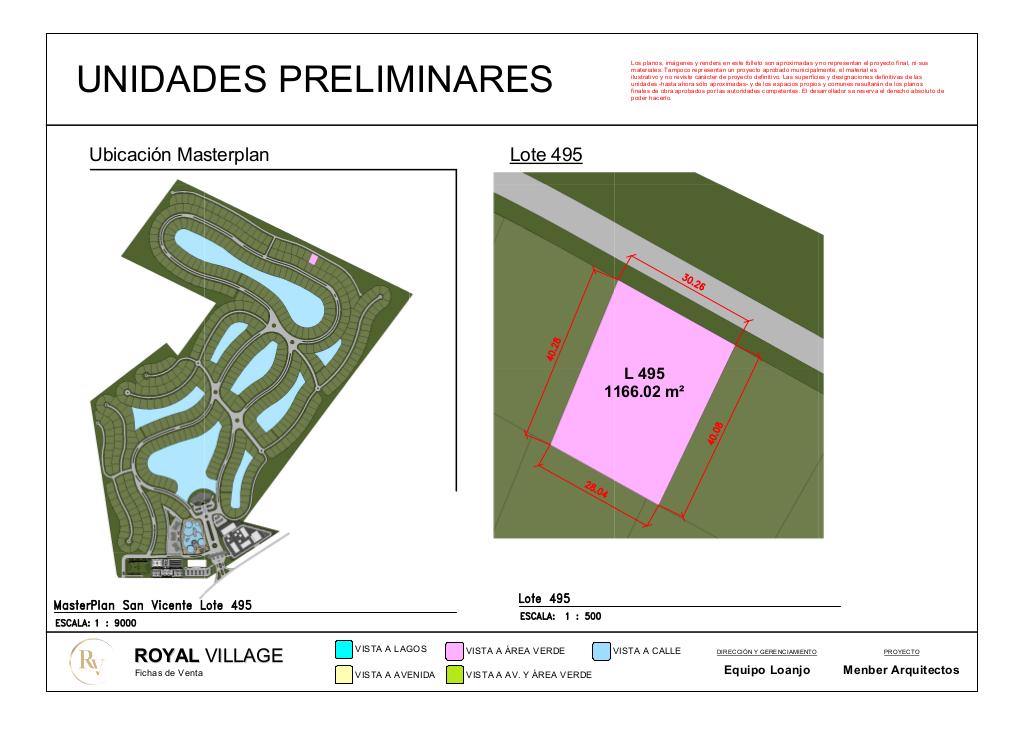 UNIDADES PRELIMINARES
Los planos, imágenes y renders en este folleto son aproximadas y no representan el proyecto final, ni sus
materiales. Tampoco representan un proyecto aprobado municipalmente, el material es
ilustrativo y no reviste carácter de proyecto definitivo. Las superficies y designaciones definitivas de las
unidades -hasta ahora sólo aproximadas- y de los espacios propios y comunes resultarán de los planos
finales de obra aprobados por las autoridades competentes. El desarrollador se reserva el derecho absoluto de
poder hacerlo.
Ubicación Masterplan
Lote 495
30.26
40.28
L 495
1166.02 m²
40.08
28.04
MasterPlan San Vicente Lote 495
ESCALA: 1 : 9000
Lote 495
ESCALA: 1 : 500
RV
ROYAL VILLAGE
Fichas de Venta
VISTA A LAGOS
VISTA A ÁREA VERDE
VISTA A CALLE
VISTA A AVENIDA
VISTA A AV. Y ÁREA VERDE
DIRECCIÓN Y GERENCIAMIENTO
Equipo Loanjo
PROYECTO
Menber Arquitectos